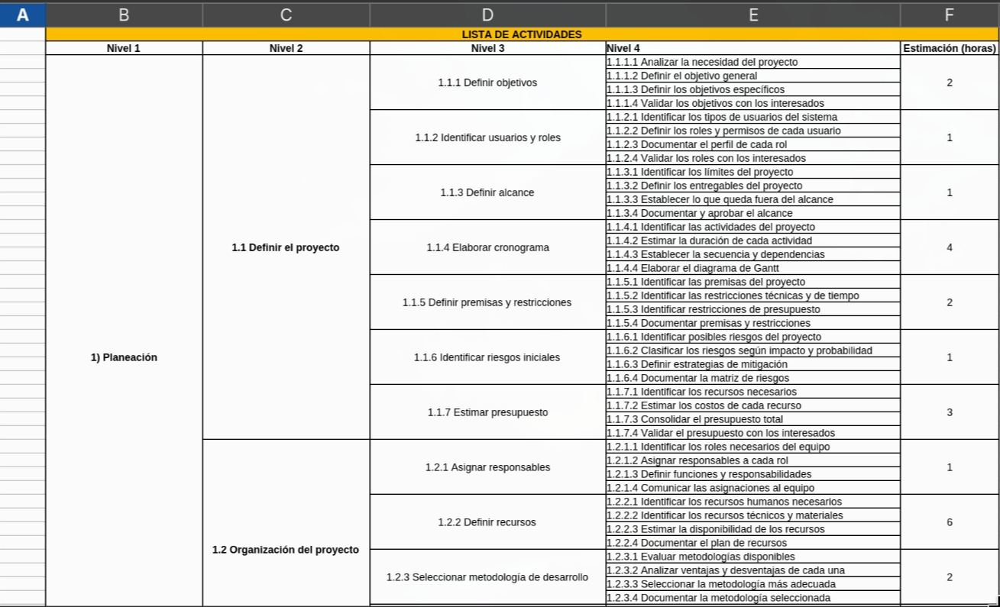 A B C D E F
LISTA DE ACTIVIDADES
Nivel 1 Nivel 2 Nivel 3 Nivel 4 Estimación (horas)
1) Planeación
1.1 Definir el proyecto
1.1.1 Definir objetivos
1.1.1.1 Analizar la necesidad del proyecto
1.1.1.2 Definir el objetivo general
1.1.1.3 Definir los objetivos específicos
1.1.1.4 Validar los objetivos con los interesados
2
1.1.2 Identificar usuarios y roles
1.1.2.1 Identificar los tipos de usuarios del sistema
1.1.2.2 Definir los roles y permisos de cada usuario
1.1.2.3 Documentar el perfil de cada rol
1.1.2.4 Validar los roles con los interesados
1
1.1.3 Definir alcance
1.1.3.1 Identificar los límites del proyecto
1.1.3.2 Definir los entregables del proyecto
1.1.3.3 Establecer lo que queda fuera del alcance
1.1.3.4 Documentar y aprobar el alcance
1
1.1.4 Elaborar cronograma
1.1.4.1 Identificar las actividades del proyecto
1.1.4.2 Estimar la duración de cada actividad
1.1.4.3 Establecer la secuencia y dependencias
1.1.4.4 Elaborar el diagrama de Gantt
4
1.1.5 Definir premisas y restricciones
1.1.5.1 Identificar las premisas del proyecto
1.1.5.2 Identificar las restricciones técnicas y de tiempo
1.1.5.3 Identificar restricciones de presupuesto
1.1.5.4 Documentar premisas y restricciones
2
1.1.6 Identificar riesgos iniciales
1.1.6.1 Identificar posibles riesgos del proyecto
1.1.6.2 Clasificar los riesgos según impacto y probabilidad
1.1.6.3 Definir estrategias de mitigación
1.1.6.4 Documentar la matriz de riesgos
1
1.1.7 Estimar presupuesto
1.1.7.1 Identificar los recursos necesarios
1.1.7.2 Estimar los costos de cada recurso
1.1.7.3 Consolidar el presupuesto total
1.1.7.4 Validar el presupuesto con los interesados
3
1.2 Organización del proyecto
1.2.1 Asignar responsables
1.2.1.1 Identificar los roles necesarios del equipo
1.2.1.2 Asignar responsables a cada rol
1.2.1.3 Definir funciones y responsabilidades
1.2.1.4 Comunicar las asignaciones al equipo
1
1.2.2 Definir recursos
1.2.2.1 Identificar los recursos humanos necesarios
1.2.2.2 Identificar los recursos técnicos y materiales
1.2.2.3 Estimar la disponibilidad de los recursos
1.2.2.4 Documentar el plan de recursos
6
1.2.3 Seleccionar metodología de desarrollo
1.2.3.1 Evaluar metodologías disponibles
1.2.3.2 Analizar ventajas y desventajas de cada una
1.2.3.3 Seleccionar la metodología más adecuada
1.2.3.4 Documentar la metodología seleccionada
2